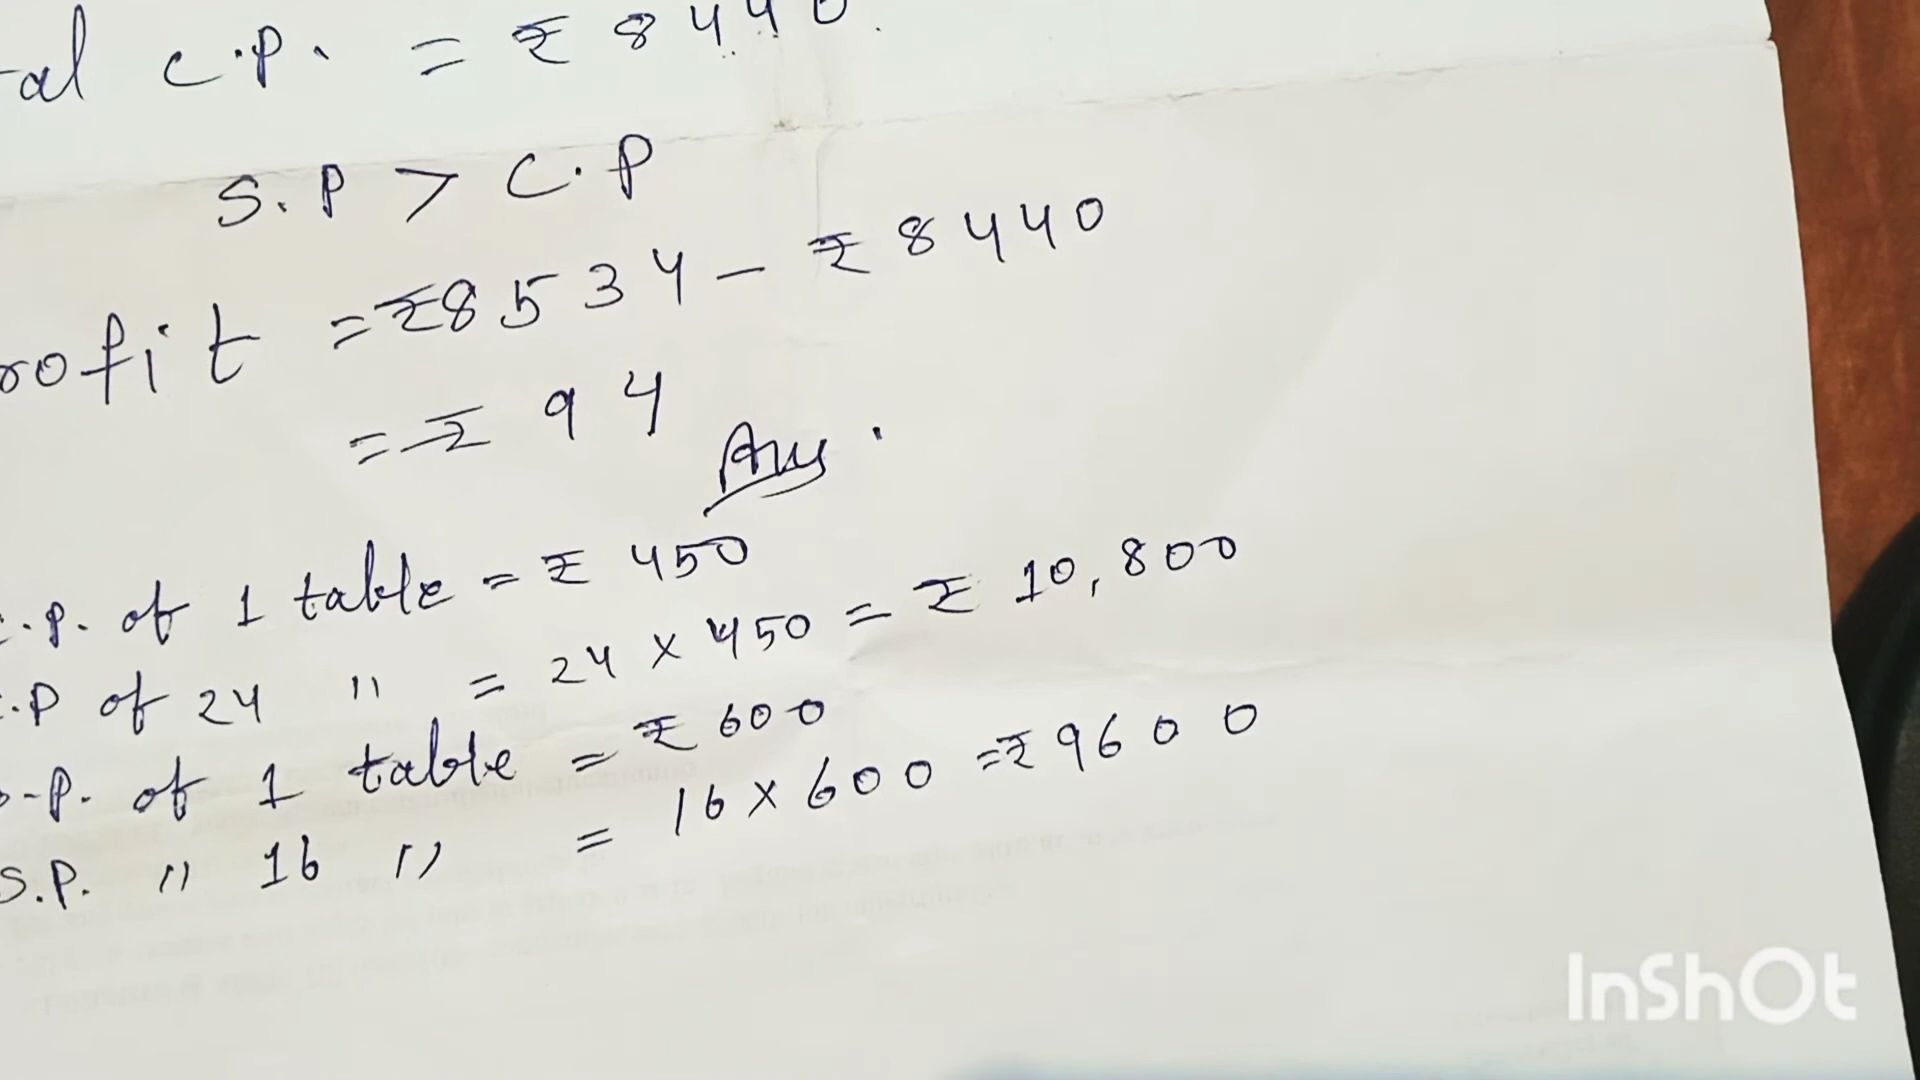 al C.P. = ₹ 8440.
S.P > C.P
rofit = ₹8534 - ₹ 8440
= ₹ 94
Ans.
.P. of 1 table = ₹ 450
.P of 24 " = 24 × 450 = ₹ 10,800
-P. of 1 table = ₹ 600
S.P. " 16 " = 16 × 600 = ₹9600
InShOt